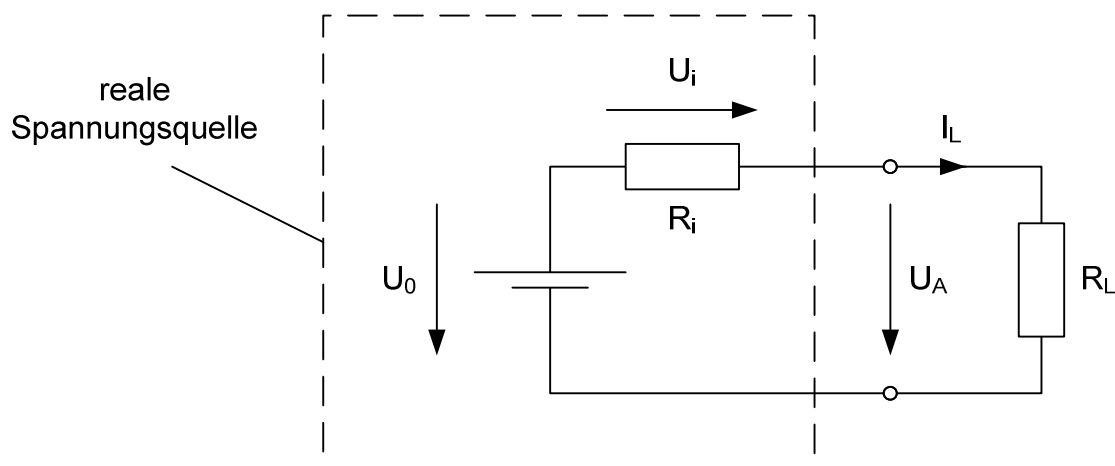 reale
Spannungsquelle
Uᵢ
I_L
Rᵢ
U₀
U_A
R_L